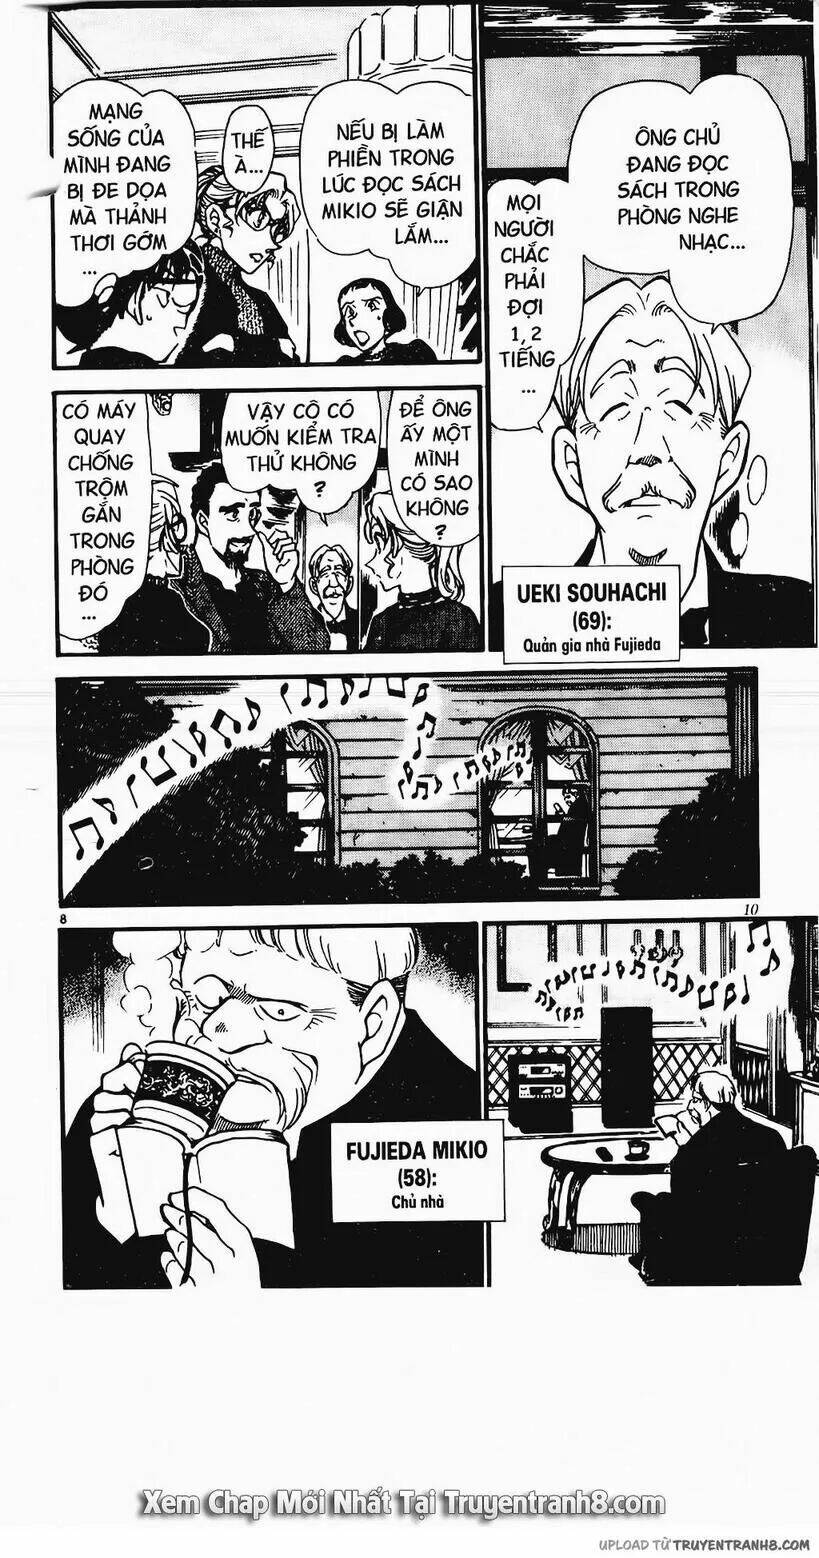 ÔNG CHỦ
ĐANG ĐỌC
SÁCH TRONG
PHÒNG NGHE
NHẠC...
MỌI
NGƯỜI
CHẮC
PHẢI
ĐỢI
1, 2
TIẾNG
...
UEKI SOUHACHI
(69):
Quản gia nhà Fujieda
NẾU BỊ LÀM
PHIỀN TRONG
LÚC ĐỌC SÁCH
MIKIO SẼ GIẬN
LẮM...
THẾ
À...
MẠNG
SỐNG CỦA
MÌNH ĐANG
BỊ ĐE DỌA
MÀ THẢNH
THƠI GỚM
...
ĐỂ ÔNG
ẤY MỘT
MÌNH
CÓ SAO
KHÔNG
?
VẬY CÔ CÓ
MUỐN KIỂM TRA
THỬ KHÔNG
?
CÓ MÁY
QUAY
CHỐNG
TRỘM
GẮN
TRONG
PHÒNG
ĐÓ
...
8
10
FUJIEDA MIKIO
(58):
Chủ nhà
Xem Chap Mới Nhất Tại Truyentranh8.com
UPLOAD TỪ TRUYENTRANH8.COM